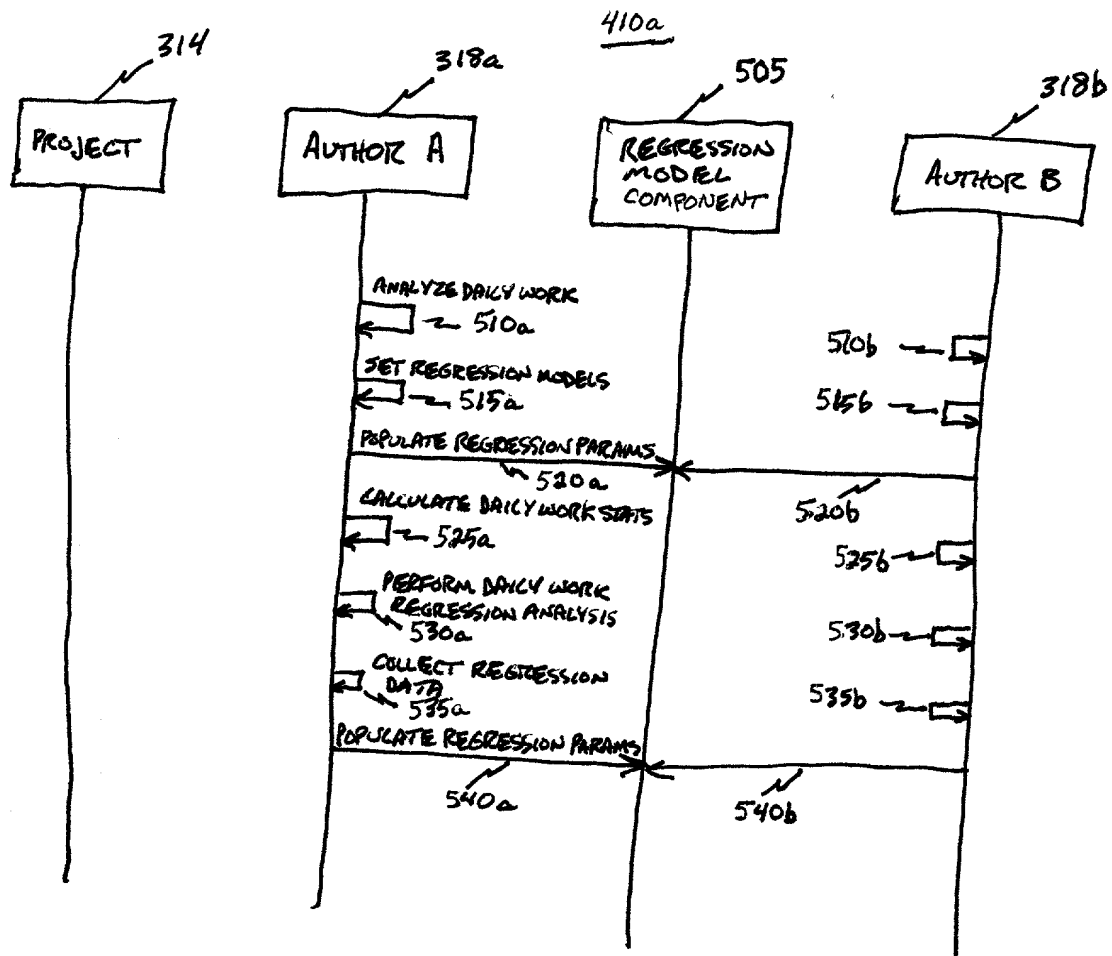 410a
314
318a
505
318b
PROJECT
AUTHOR A
REGRESSION
MODEL
COMPONENT
AUTHOR B
ANALYZE DAILY WORK
510a
510b
SET REGRESSION MODELS
515a
515b
POPULATE REGRESSION PARAMS
520a
520b
CALCULATE DAILY WORK STATS
525a
525b
PERFORM DAILY WORK
REGRESSION ANALYSIS
530a
530b
COLLECT REGRESSION
DATA
535a
535b
POPULATE REGRESSION PARAMS
540a
540b